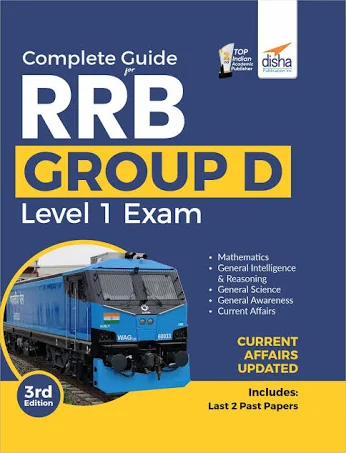 Complete Guide
for
RRB
GROUP D
Level 1 Exam
TOP
Indian
Academic
Publisher
disha
Publication Inc
• Mathematics
• General Intelligence
& Reasoning
• General Science
• General Awareness
• Current Affairs
CURRENT
AFFAIRS
UPDATED
Includes:
Last 2 Past Papers
WAG
3rd
Edition